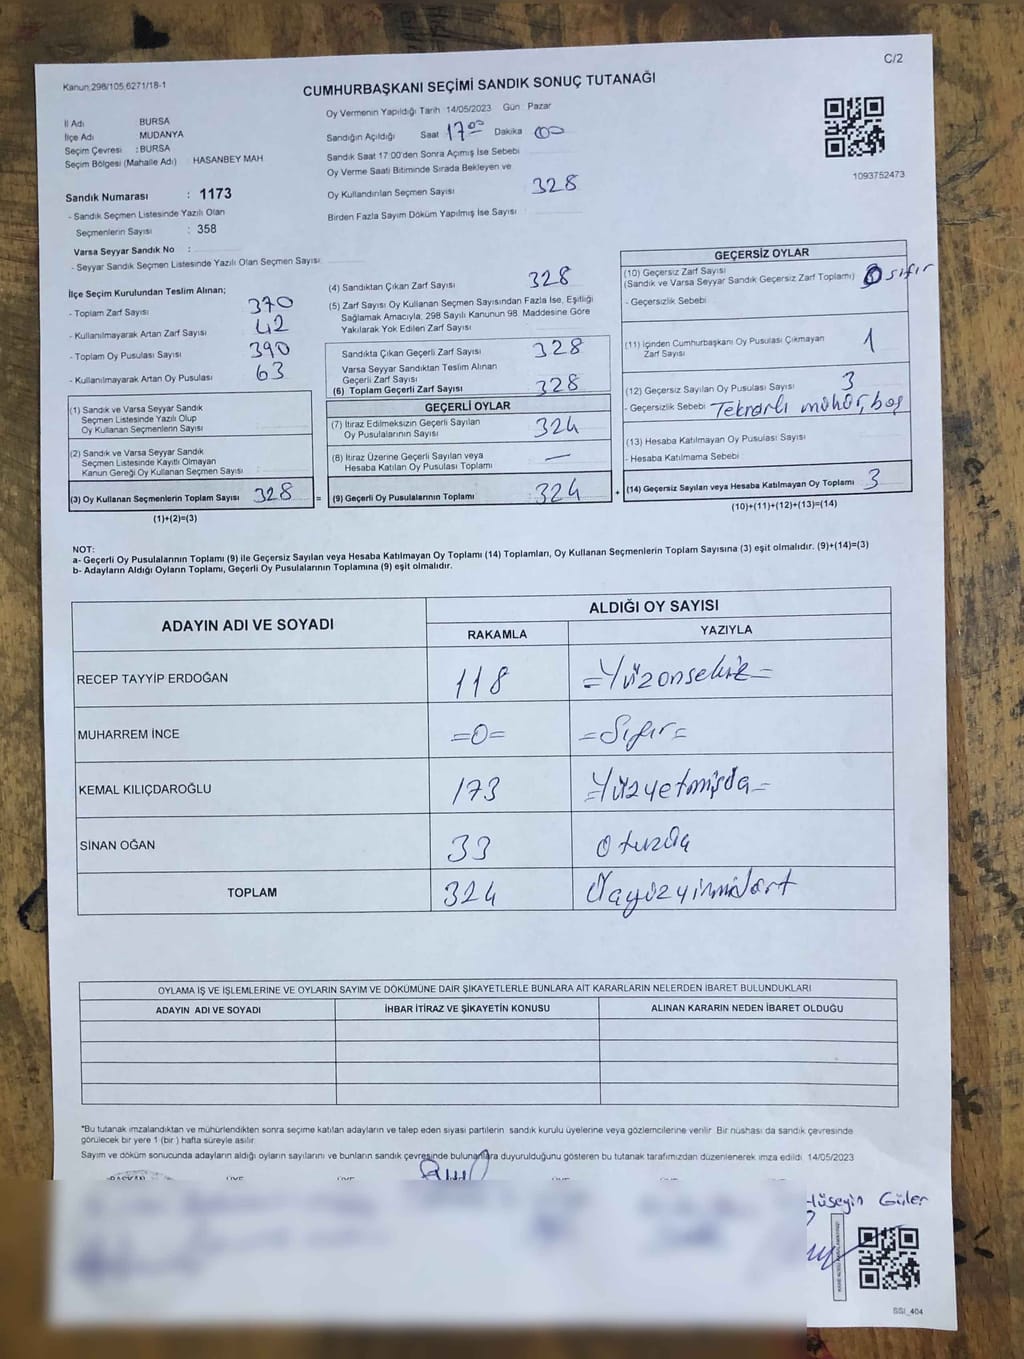 Kanun:298/105,6271/18-1
C/2
CUMHURBAŞKANI SEÇİMİ SANDIK SONUÇ TUTANAĞI
İl Adı BURSA
İlçe Adı MUDANYA
Seçim Çevresi : BURSA
Seçim Bölgesi (Mahalle Adı) HASANBEY MAH
Sandık Numarası : 1173
- Sandık Seçmen Listesinde Yazılı Olan
Seçmenlerin Sayısı : 358
Varsa Seyyar Sandık No :
- Seyyar Sandık Seçmen Listesinde Yazılı Olan Seçmen Sayısı:
Oy Vermenin Yapıldığı Tarih 14/05/2023 Gün Pazar
Sandığın Açıldığı Saat 17 00 Dakika 00
Sandık Saat 17:00'den Sonra Açılmış İse Sebebi
Oy Verme Saati Bitiminde Sırada Bekleyen ve
Oy Kullandırılan Seçmen Sayısı 328
Birden Fazla Sayım Döküm Yapılmış İse Sayısı :
1093752473
İlçe Seçim Kurulundan Teslim Alınan;
- Toplam Zarf Sayısı 370
- Kullanılmayarak Artan Zarf Sayısı 42
- Toplam Oy Pusulası Sayısı 390
- Kullanılmayarak Artan Oy Pusulası 63
(1) Sandık ve Varsa Seyyar Sandık
Seçmen Listesinde Yazılı Olup
Oy Kullanan Seçmenlerin Sayısı
(2) Sandık ve Varsa Seyyar Sandık
Seçmen Listesinde Kayıtlı Olmayan
Kanun Gereği Oy Kullanan Seçmen Sayısı
(3) Oy Kullanan Seçmenlerin Toplam Sayısı 328 =
(1)+(2)=(3)
(4) Sandıktan Çıkan Zarf Sayısı 328
(5) Zarf Sayısı Oy Kullanan Seçmen Sayısından Fazla İse, Eşitliği
Sağlamak Amacıyla, 298 Sayılı Kanunun 98. Maddesine Göre
Yakılarak Yok Edilen Zarf Sayısı
Sandıkta Çıkan Geçerli Zarf Sayısı 328
Varsa Seyyar Sandıktan Teslim Alınan
Geçerli Zarf Sayısı
(6) Toplam Geçerli Zarf Sayısı 328
GEÇERLİ OYLAR
(7) İtiraz Edilmeksizin Geçerli Sayılan
Oy Pusulalarının Sayısı 324
(8) İtiraz Üzerine Geçerli Sayılan veya
Hesaba Katılan Oy Pusulası Toplamı —
(9) Geçerli Oy Pusulalarının Toplamı 324 +
GEÇERSİZ OYLAR
(10) Geçersiz Zarf Sayısı
(Sandık ve Varsa Seyyar Sandık Geçersiz Zarf Toplamı) 0 sıfır
- Geçersizlik Sebebi
(11) İçinden Cumhurbaşkanı Oy Pusulası Çıkmayan
Zarf Sayısı 1
(12) Geçersiz Sayılan Oy Pusulası Sayısı 3
- Geçersizlik Sebebi Tekrarlı mühür, boş
(13) Hesaba Katılmayan Oy Pusulası Sayısı
- Hesaba Katılmama Sebebi
(14) Geçersiz Sayılan veya Hesaba Katılmayan Oy Toplamı 3
(10)+(11)+(12)+(13)=(14)
NOT:
a- Geçerli Oy Pusulalarının Toplamı (9) ile Geçersiz Sayılan veya Hesaba Katılmayan Oy Toplamı (14) Toplamları, Oy Kullanan Seçmenlerin Toplam Sayısına (3) eşit olmalıdır. (9)+(14)=(3)
b- Adayların Aldığı Oyların Toplamı, Geçerli Oy Pusulalarının Toplamına (9) eşit olmalıdır.
ADAYIN ADI VE SOYADI
ALDIĞI OY SAYISI
RAKAMLA YAZIYLA
RECEP TAYYİP ERDOĞAN 118 =Yüzonsekiz=
MUHARREM İNCE =0= =Sıfır=
KEMAL KILIÇDAROĞLU 173 =Yüzyetmişüç=
SİNAN OĞAN 33 Otuzüç
TOPLAM 324 Üçyüzyirmidört
OYLAMA İŞ VE İŞLEMLERİNE VE OYLARIN SAYIM VE DÖKÜMÜNE DAİR ŞİKAYETLERLE BUNLARA AİT KARARLARIN NELERDEN İBARET BULUNDUKLARI
ADAYIN ADI VE SOYADI İHBAR İTİRAZ VE ŞİKAYETİN KONUSU ALINAN KARARIN NEDEN İBARET OLDUĞU
*Bu tutanak imzalandıktan ve mühürlendikten sonra seçime katılan adayların ve talep eden siyasi partilerin sandık kurulu üyelerine veya gözlemcilerine verilir. Bir nüshası da sandık çevresinde
görülecek bir yere 1 (bir ) hafta süreyle asılır.
Sayım ve döküm sonucunda adayların aldığı oyların sayılarını ve bunların sandık çevresinde bulunanlara duyurulduğunu gösteren bu tutanak tarafımızdan düzenlenerek imza edildi. 14/05/2023
Hüseyin Güler
SSI_404